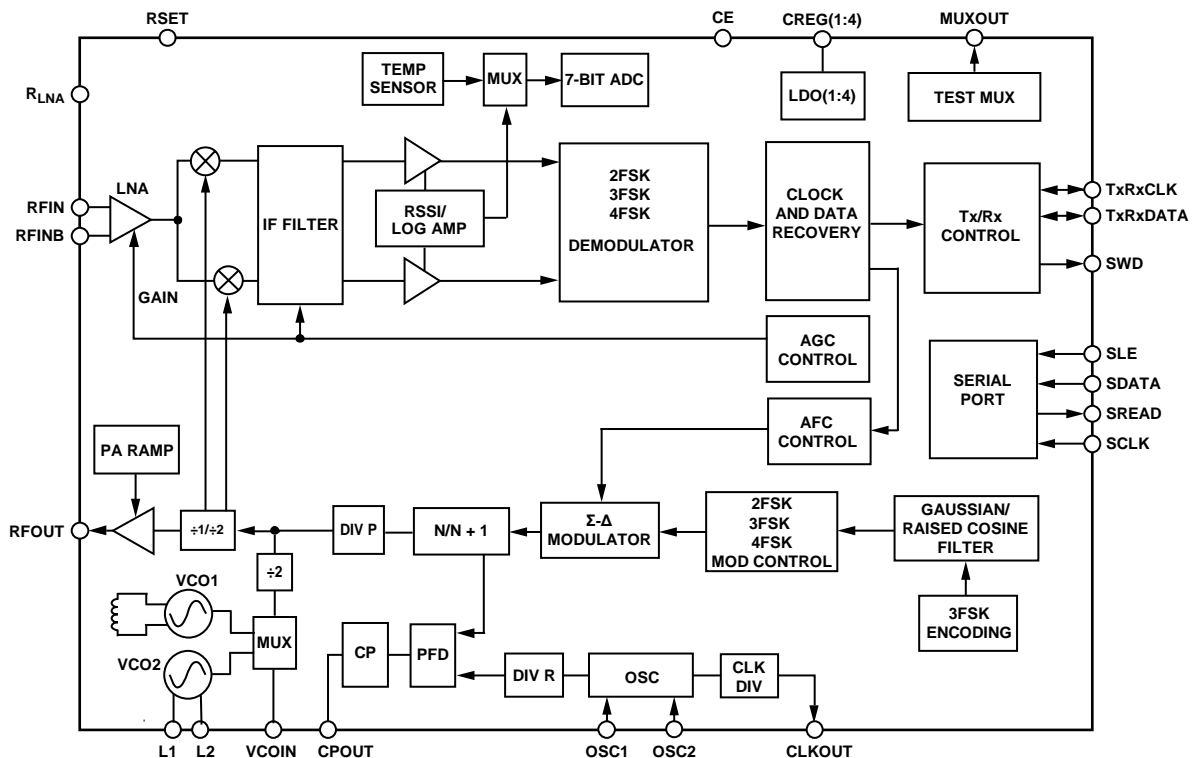 RSET
CE
CREG(1:4)
MUXOUT
TEMP
SENSOR
MUX
7-BIT ADC
LDO(1:4)
TEST MUX
RLNA
LNA
RFIN
RFINB
GAIN
IF FILTER
RSSI/
LOG AMP
2FSK
3FSK
4FSK
DEMODULATOR
CLOCK
AND DATA
RECOVERY
Tx/Rx
CONTROL
TxRxCLK
TxRxDATA
SWD
AGC
CONTROL
SERIAL
PORT
SLE
SDATA
SREAD
SCLK
AFC
CONTROL
PA RAMP
RFOUT
÷1/÷2
DIV P
N/N + 1
Σ-Δ
MODULATOR
2FSK
3FSK
4FSK
MOD CONTROL
GAUSSIAN/
RAISED COSINE
FILTER
3FSK
ENCODING
÷2
VCO1
VCO2
MUX
CP
PFD
DIV R
OSC
CLK
DIV
L1
L2
VCOIN
CPOUT
OSC1
OSC2
CLKOUT